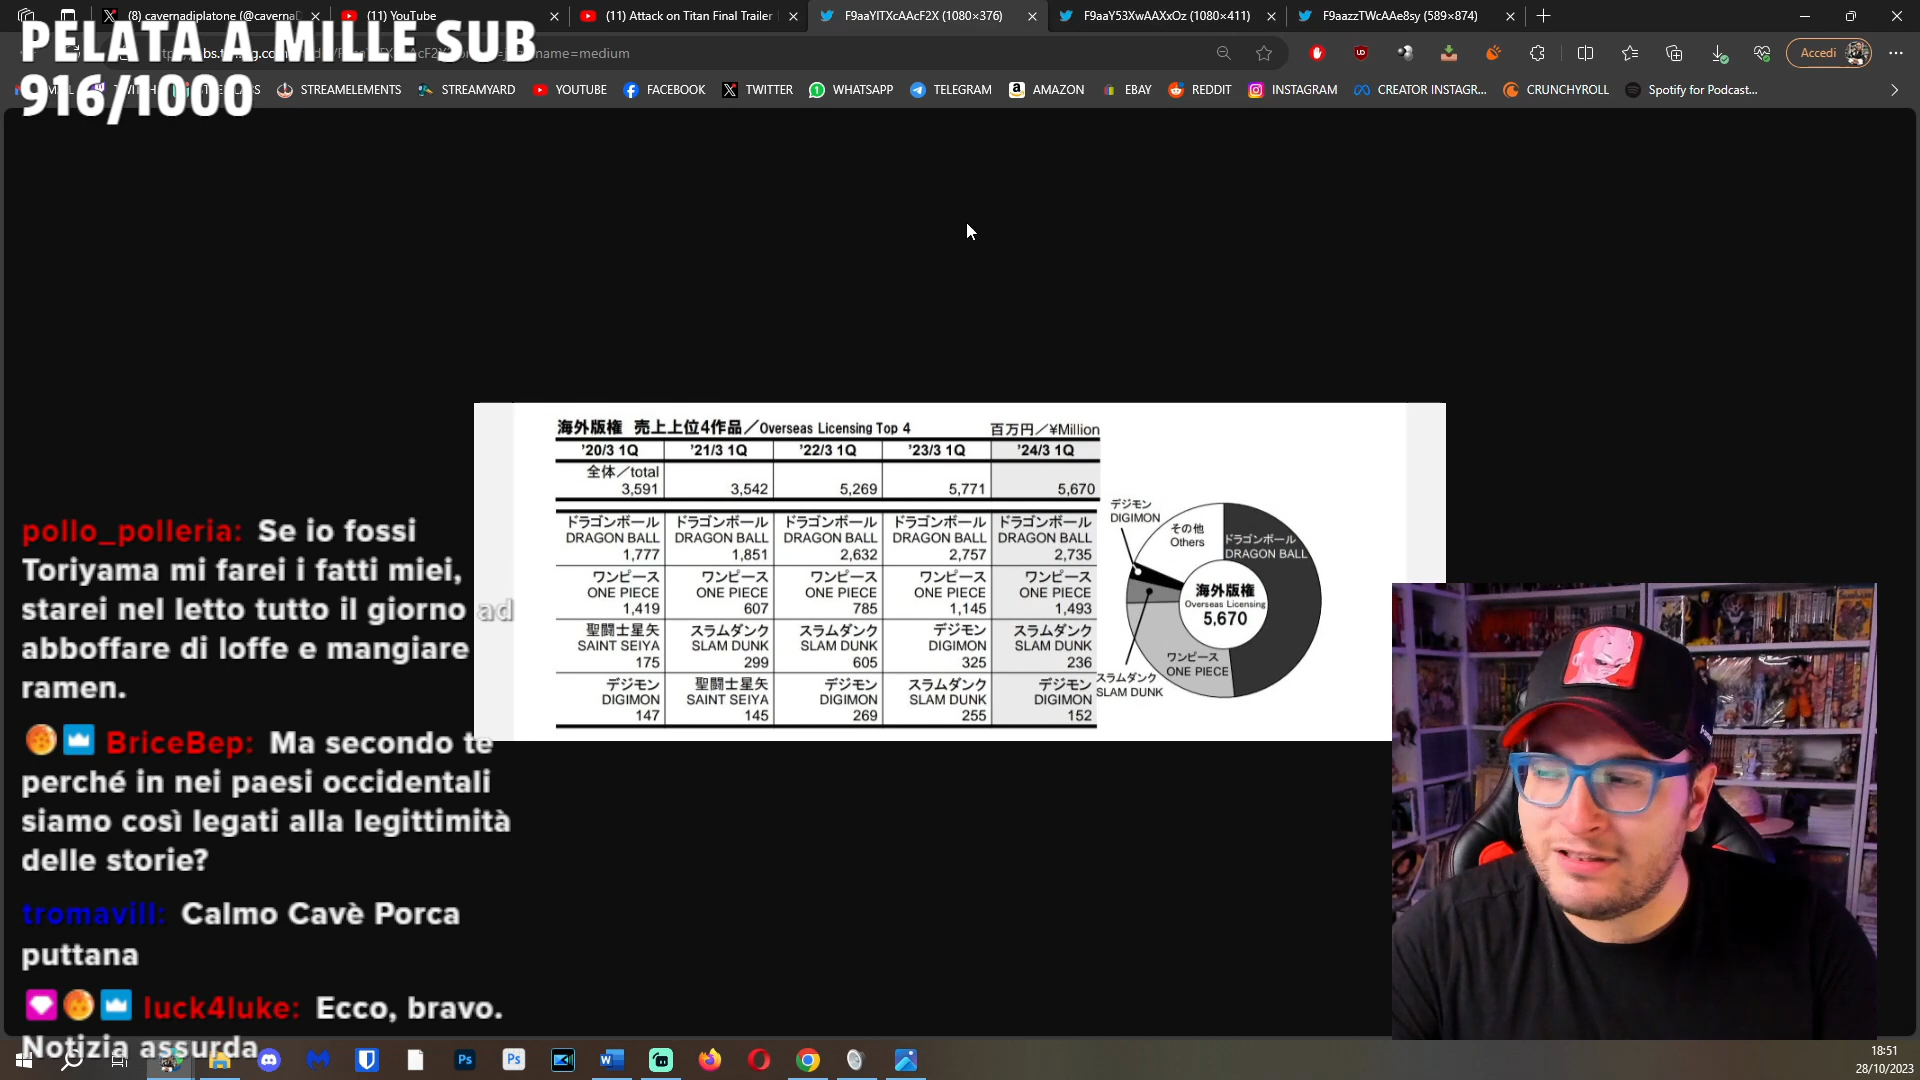 (8) cavernadiplatone (@caverna
(11) YouTube
(11) Attack on Titan Final Trailer
F9aaYlTXcAAcF2X (1080×376)
F9aaY53XwAAXxOz (1080×411)
F9aazzTWcAAe8sy (589×874)
PELATA A MILLE SUB
916/1000
name=medium
Accedi
STREAMELEMENTS
STREAMYARD
YOUTUBE
FACEBOOK
TWITTER
WHATSAPP
TELEGRAM
AMAZON
EBAY
REDDIT
INSTAGRAM
CREATOR INSTAGR...
CRUNCHYROLL
Spotify for Podcast...
海外版権 売上上位4作品/Overseas Licensing Top 4 百万円/¥Million
'20/3 1Q '21/3 1Q '22/3 1Q '23/3 1Q '24/3 1Q
全体/total
3,591 3,542 5,269 5,771 5,670
ドラゴンボール ドラゴンボール ドラゴンボール ドラゴンボール ドラゴンボール
DRAGON BALL DRAGON BALL DRAGON BALL DRAGON BALL DRAGON BALL
1,777 1,851 2,632 2,757 2,735
ワンピース ワンピース ワンピース ワンピース ワンピース
ONE PIECE ONE PIECE ONE PIECE ONE PIECE ONE PIECE
1,419 607 785 1,145 1,493
聖闘士星矢 スラムダンク スラムダンク デジモン スラムダンク
SAINT SEIYA SLAM DUNK SLAM DUNK DIGIMON SLAM DUNK
175 299 605 325 236
デジモン 聖闘士星矢 デジモン スラムダンク デジモン
DIGIMON SAINT SEIYA DIGIMON SLAM DUNK DIGIMON
147 145 269 255 152
デジモン
DIGIMON
その他
Others
ドラゴンボール
DRAGON BALL
海外版権
Overseas Licensing
5,670
ワンピース
ONE PIECE
スラムダンク
SLAM DUNK
pollo_polleria: Se io fossi
Toriyama mi farei i fatti miei,
starei nel letto tutto il giorno ad
abboffare di loffe e mangiare
ramen.
BriceBep: Ma secondo te
perché in nei paesi occidentali
siamo così legati alla legittimità
delle storie?
tromavill: Calmo Cavè Porca
puttana
luck4luke: Ecco, bravo.
Notizia assurda
18:51
28/10/2023